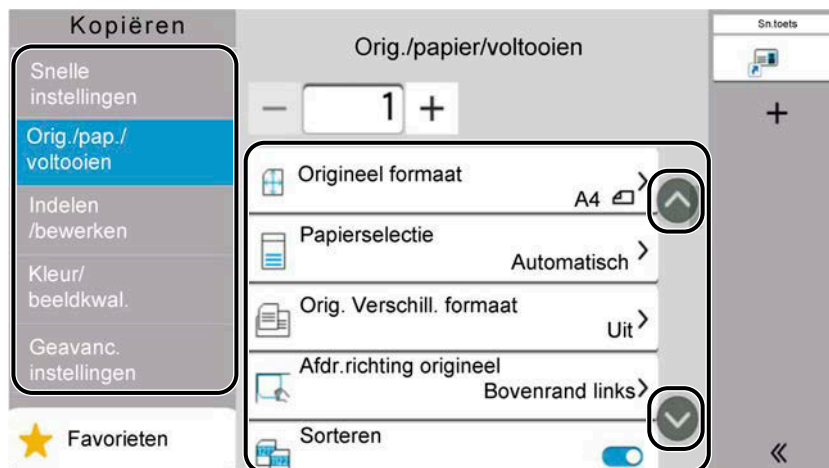 Kopiëren
Snelle
instellingen
Orig./pap./
voltooien
Indelen
/bewerken
Kleur/
beeldkwal.
Geavanc.
instellingen
Favorieten
Orig./papier/voltooien
− 1 +
Origineel formaat
A4
Papierselectie
Automatisch
Orig. Verschill. formaat
Uit
Afdr.richting origineel
Bovenrand links
Sorteren
Sn.toets
+
«